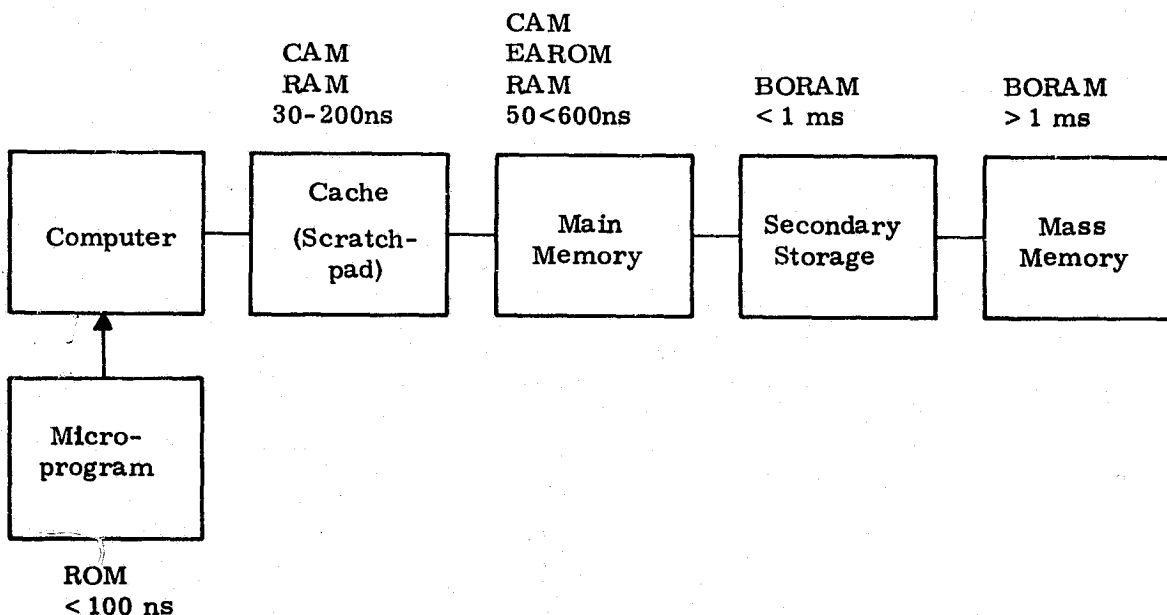 CAM
RAM
30-200ns
CAM
EAROM
RAM
50<600ns
BORAM
< 1 ms
BORAM
> 1 ms
Computer
Cache
(Scratch-
pad)
Main
Memory
Secondary
Storage
Mass
Memory
Micro-
program
ROM
< 100 ns